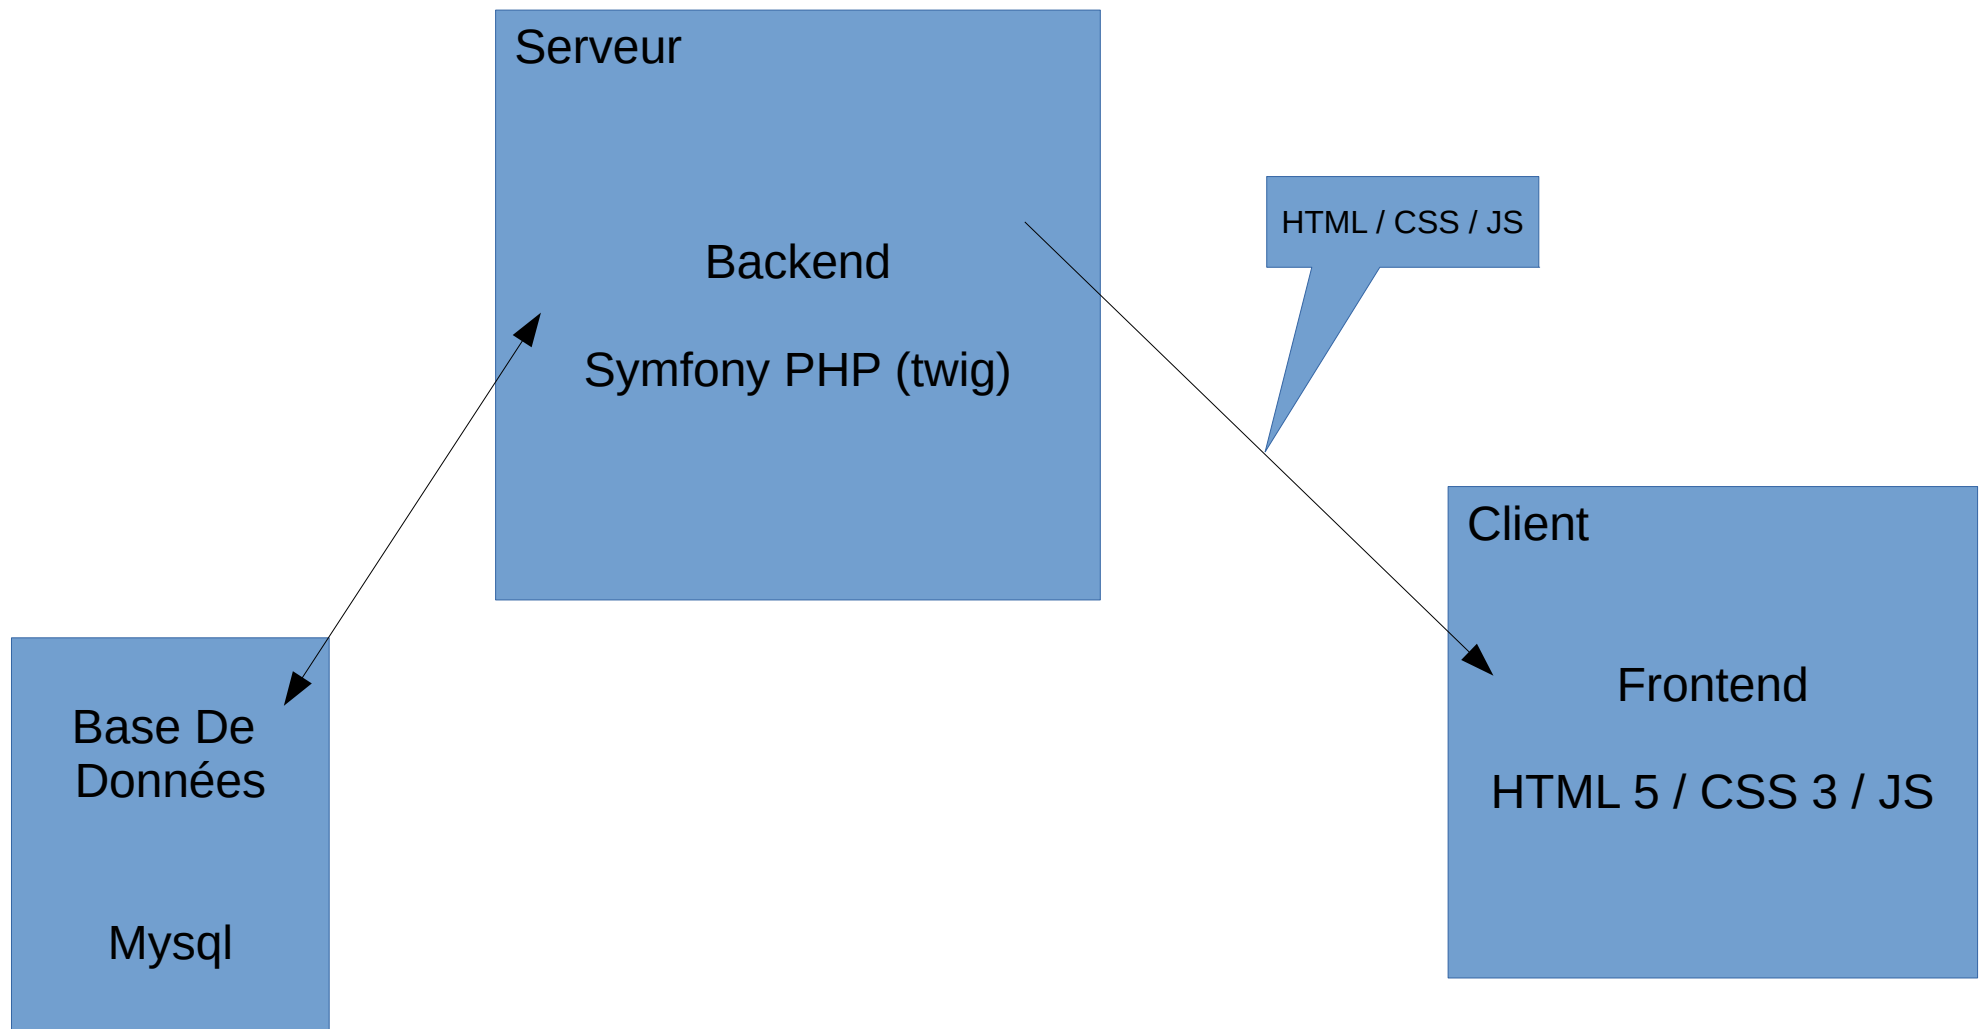 Serveur
Backend
Symfony PHP (twig)
HTML / CSS / JS
Client
Frontend
HTML 5 / CSS 3 / JS
Base De
Données
Mysql